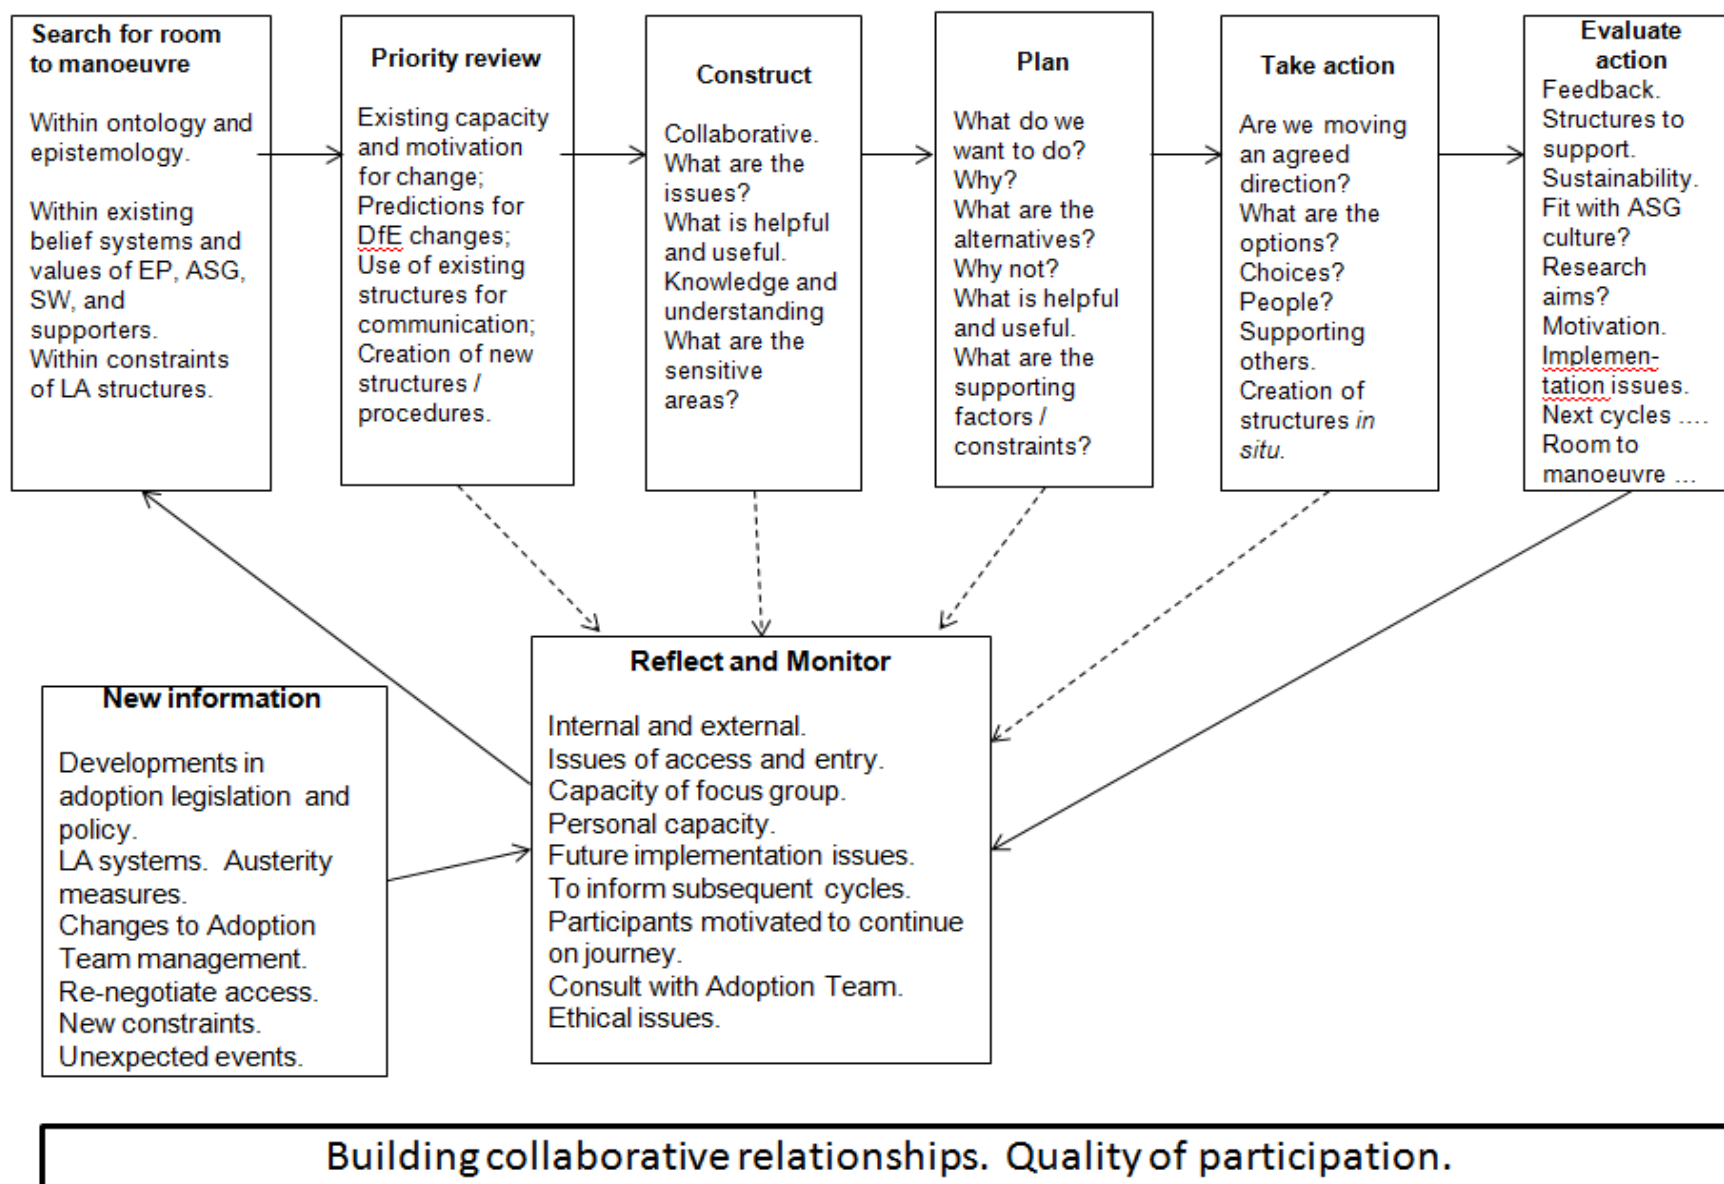 Search for room
to manoeuvre
Within ontology and
epistemology.
Within existing
belief systems and
values of EP, ASG,
SW, and
supporters.
Within constraints
of LA structures.
Priority review
Existing capacity
and motivation
for change;
Predictions for
DfE changes;
Use of existing
structures for
communication;
Creation of new
structures /
procedures.
Construct
Collaborative.
What are the
issues?
What is helpful
and useful.
Knowledge and
understanding
What are the
sensitive
areas?
Plan
What do we
want to do?
Why?
What are the
alternatives?
Why not?
What is helpful
and useful.
What are the
supporting
factors /
constraints?
Take action
Are we moving
an agreed
direction?
What are the
options?
Choices?
People?
Supporting
others.
Creation of
structures in
situ.
Evaluate
action
Feedback.
Structures to
support.
Sustainability.
Fit with ASG
culture?
Research
aims?
Motivation.
Implemen-
tation issues.
Next cycles ….
Room to
manoeuvre …
New information
Developments in
adoption legislation and
policy.
LA systems. Austerity
measures.
Changes to Adoption
Team management.
Re-negotiate access.
New constraints.
Unexpected events.
Reflect and Monitor
Internal and external.
Issues of access and entry.
Capacity of focus group.
Personal capacity.
Future implementation issues.
To inform subsequent cycles.
Participants motivated to continue
on journey.
Consult with Adoption Team.
Ethical issues.
Building collaborative relationships. Quality of participation.